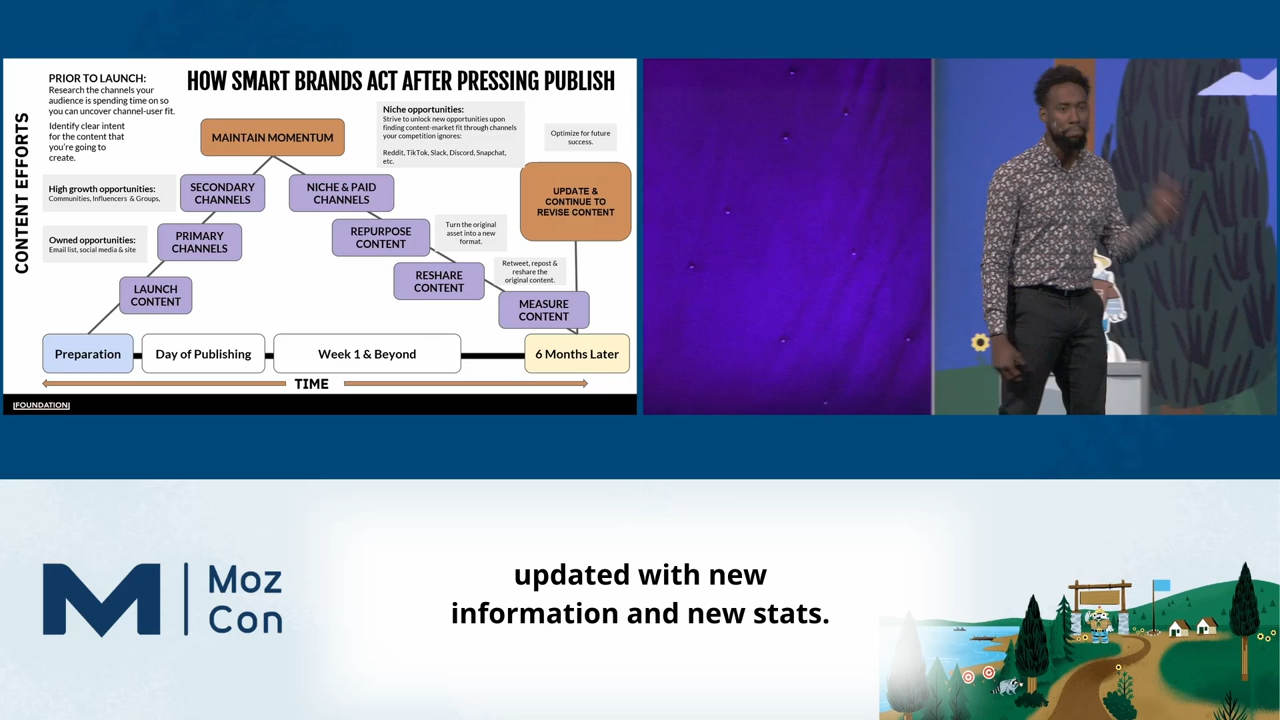 PRIOR TO LAUNCH:
Research the channels your
audience is spending time on so
you can uncover channel-user fit.
Identify clear intent
for the content that
you're going to
create.
HOW SMART BRANDS ACT AFTER PRESSING PUBLISH
CONTENT EFFORTS
MAINTAIN MOMENTUM
Niche opportunities:
Strive to unlock new opportunities upon
finding content-market fit through channels
your competition ignores:
Reddit, TikTok, Slack, Discord, Snapchat,
etc.
Optimize for future
success.
High growth opportunities:
Communities, Influencers & Groups,
SECONDARY
CHANNELS
NICHE & PAID
CHANNELS
UPDATE &
CONTINUE TO
REVISE CONTENT
Owned opportunities:
Email list, social media & site
PRIMARY
CHANNELS
REPURPOSE
CONTENT
Turn the original
asset into a new
format.
LAUNCH
CONTENT
RESHARE
CONTENT
Retweet, repost &
reshare the
original content.
MEASURE
CONTENT
Preparation
Day of Publishing
Week 1 & Beyond
6 Months Later
TIME
|FOUNDATION|
M
Moz
Con
updated with new
information and new stats.